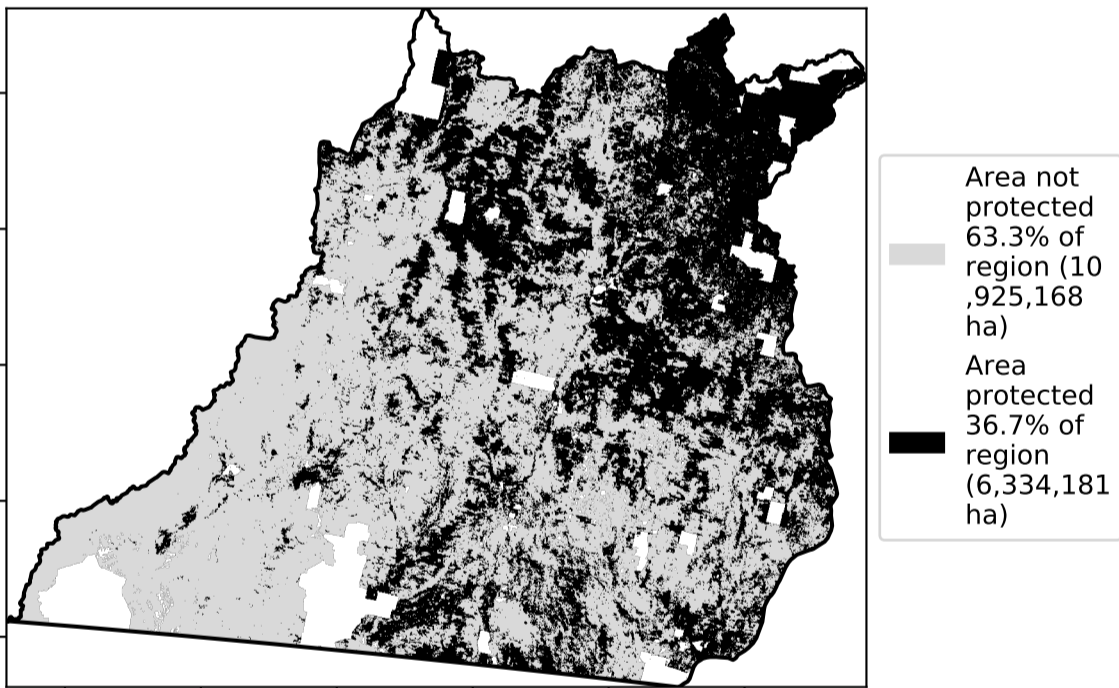 Area not
protected
63.3% of
region (10
,925,168
ha)
Area
protected
36.7% of
region
(6,334,181
ha)